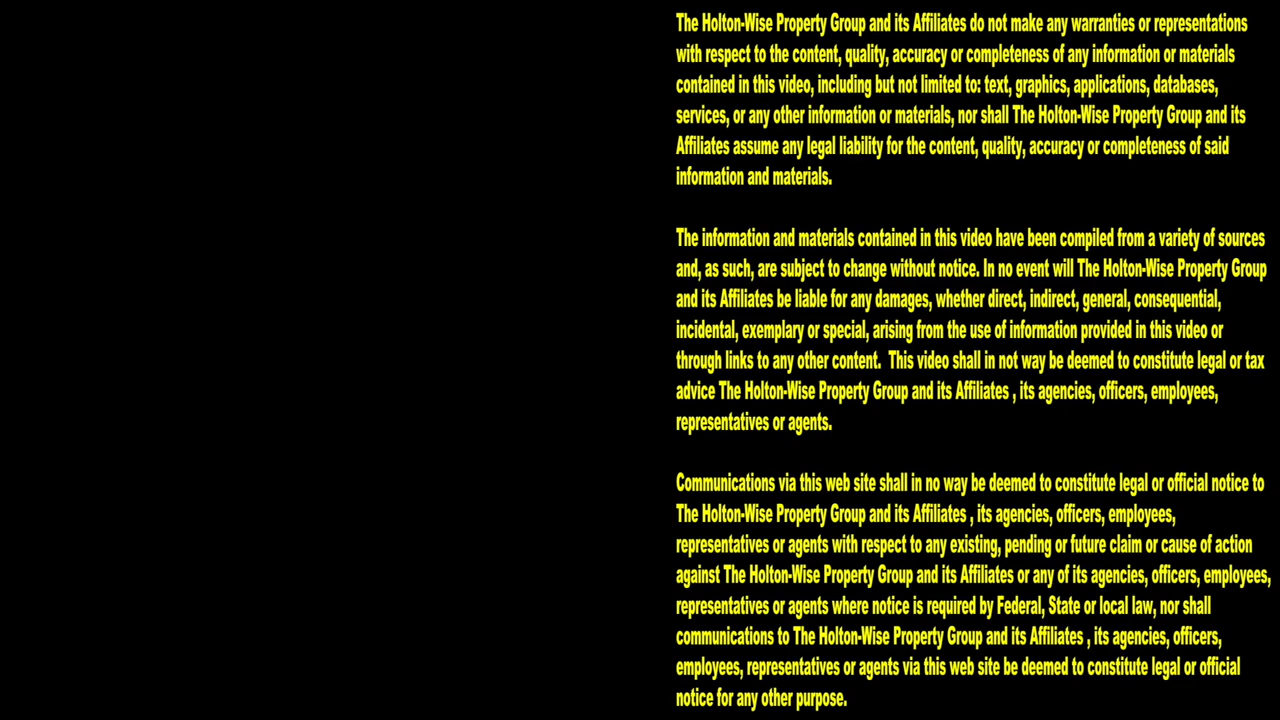 The Holton-Wise Property Group and its Affiliates do not make any warranties or representations
with respect to the content, quality, accuracy or completeness of any information or materials
contained in this video, including but not limited to: text, graphics, applications, databases,
services, or any other information or materials, nor shall The Holton-Wise Property Group and its
Affiliates assume any legal liability for the content, quality, accuracy or completeness of said
information and materials.
The information and materials contained in this video have been compiled from a variety of sources
and, as such, are subject to change without notice. In no event will The Holton-Wise Property Group
and its Affiliates be liable for any damages, whether direct, indirect, general, consequential,
incidental, exemplary or special, arising from the use of information provided in this video or
through links to any other content.  This video shall in not way be deemed to constitute legal or tax
advice The Holton-Wise Property Group and its Affiliates , its agencies, officers, employees,
representatives or agents.
Communications via this web site shall in no way be deemed to constitute legal or official notice to
The Holton-Wise Property Group and its Affiliates , its agencies, officers, employees,
representatives or agents with respect to any existing, pending or future claim or cause of action
against The Holton-Wise Property Group and its Affiliates or any of its agencies, officers, employees,
representatives or agents where notice is required by Federal, State or local law, nor shall
communications to The Holton-Wise Property Group and its Affiliates , its agencies, officers,
employees, representatives or agents via this web site be deemed to constitute legal or official
notice for any other purpose.